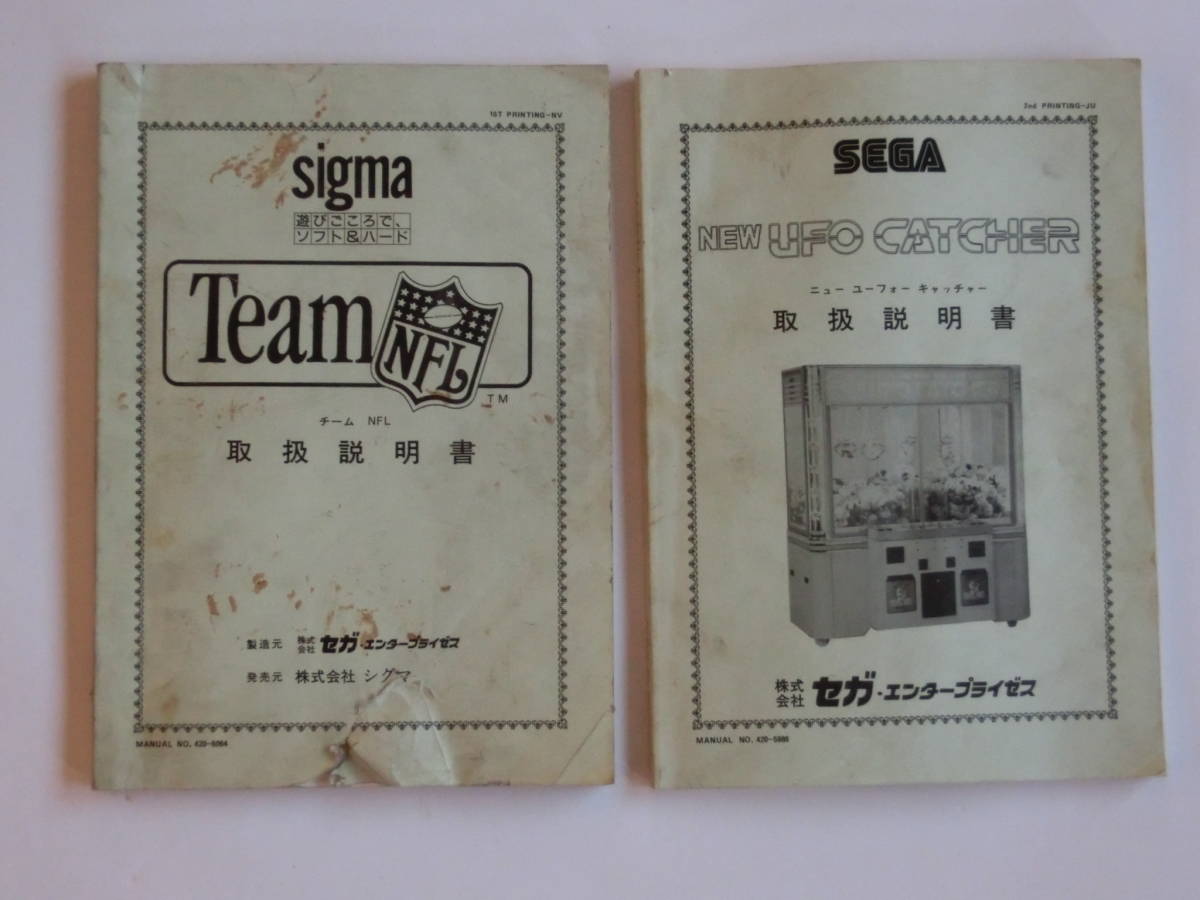 1ST PRINTING-NV
sigma
遊びごころで、
ソフト&ハード
Team NFL
TM
チーム NFL
取扱説明書
製造元 株式会社 セガ・エンタープライゼス
発売元 株式会社 シグマ
MANUAL NO. 420-5064
2nd PRINTING-JU
SEGA
NEW UFO CATCHER
ニュー ユーフォー キャッチャー
取扱説明書
株式会社 セガ・エンタープライゼス
MANUAL NO. 420-5986